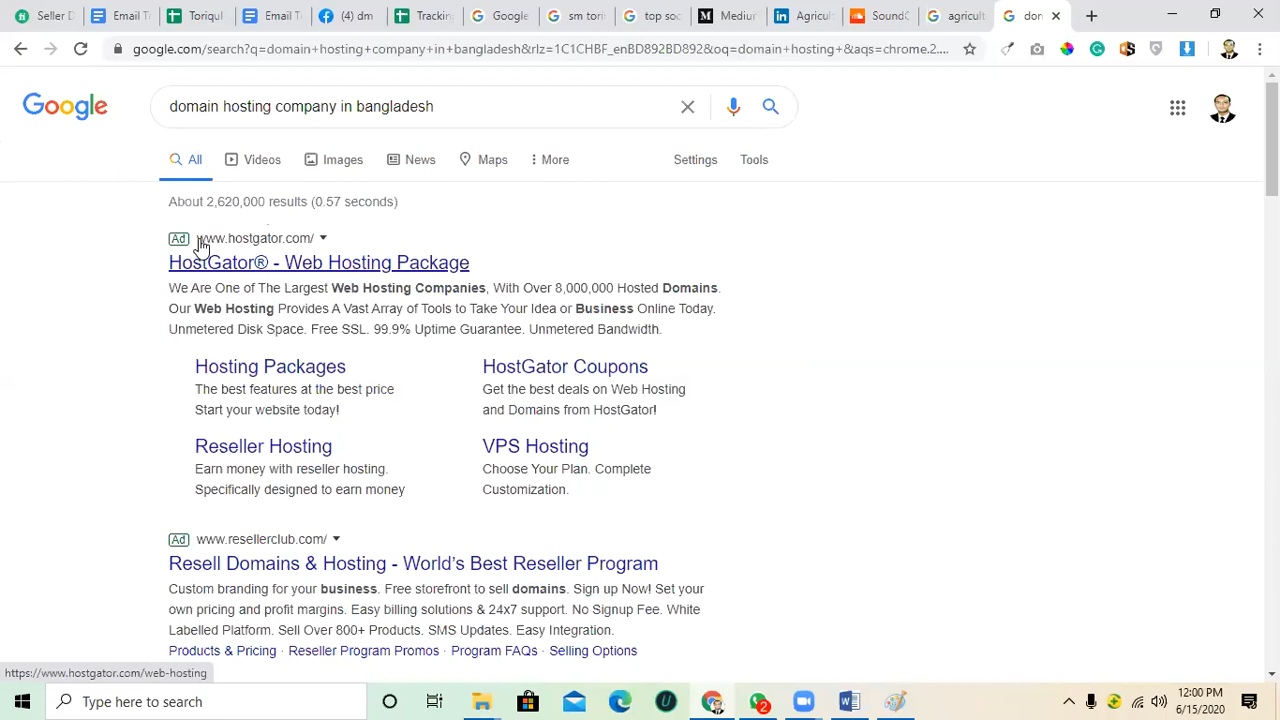 Seller D
Email T
Toriqul
Email
(4) dm
Tracking
Google
sm tit
top soc
Medium
Agricul
SoundC
agricult
don
google.com/search?q=domain+hosting+company+in+bangladesh&rlz=1C1CHBF_enBD892BD892&oq=domain+hosting+&aqs=chrome.2....
Google
domain hosting company in bangladesh
All
Videos
Images
News
Maps
More
Settings
Tools
About 2,620,000 results (0.57 seconds)
Ad www.hostgator.com/
HostGator® - Web Hosting Package
We Are One of The Largest Web Hosting Companies, With Over 8,000,000 Hosted Domains.
Our Web Hosting Provides A Vast Array of Tools to Take Your Idea or Business Online Today.
Unmetered Disk Space. Free SSL. 99.9% Uptime Guarantee. Unmetered Bandwidth.
Hosting Packages
The best features at the best price
Start your website today!
HostGator Coupons
Get the best deals on Web Hosting
and Domains from HostGator!
Reseller Hosting
Earn money with reseller hosting.
Specifically designed to earn money
VPS Hosting
Choose Your Plan. Complete
Customization.
Ad www.resellerclub.com/
Resell Domains & Hosting - World's Best Reseller Program
Custom branding for your business. Free storefront to sell domains. Sign up Now! Set your
own pricing and profit margins. Easy billing solutions & 24x7 support. No Signup Fee. White
Labelled Platform. Sell Over 800+ Products. SMS Updates. Easy Integration.
Products & Pricing · Reseller Program Promos · Program FAQs · Selling Options
https://www.hostgator.com/web-hosting
Type here to search
2
12:00 PM
6/15/2020